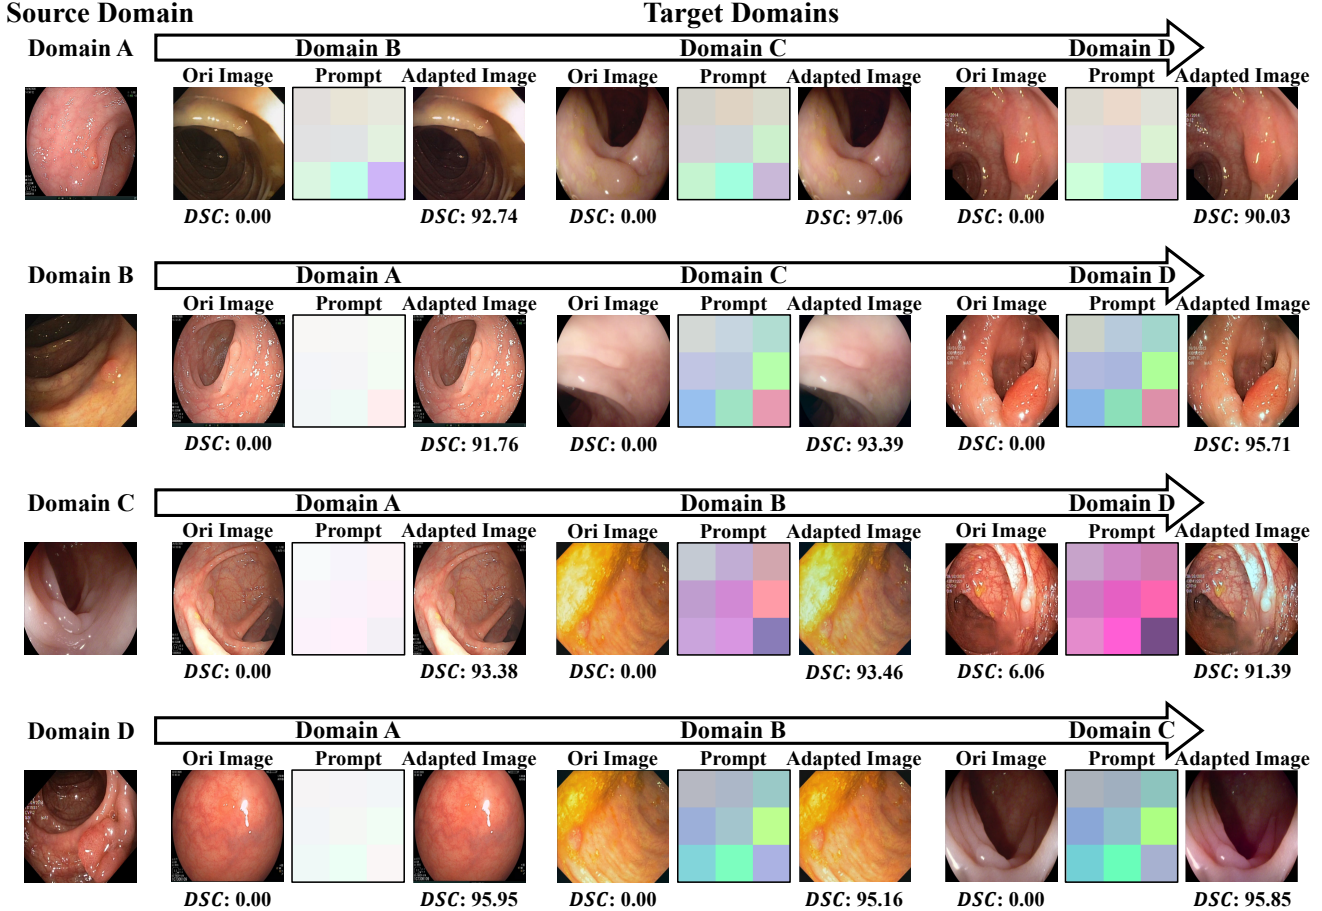 Source Domain Target Domains
Domain A Domain B Domain C Domain D
Ori Image Prompt Adapted Image Ori Image Prompt Adapted Image Ori Image Prompt Adapted Image
DSC: 0.00 DSC: 92.74 DSC: 0.00 DSC: 97.06 DSC: 0.00 DSC: 90.03
Domain B Domain A Domain C Domain D
Ori Image Prompt Adapted Image Ori Image Prompt Adapted Image Ori Image Prompt Adapted Image
DSC: 0.00 DSC: 91.76 DSC: 0.00 DSC: 93.39 DSC: 0.00 DSC: 95.71
Domain C Domain A Domain B Domain D
Ori Image Prompt Adapted Image Ori Image Prompt Adapted Image Ori Image Prompt Adapted Image
DSC: 0.00 DSC: 93.38 DSC: 0.00 DSC: 93.46 DSC: 6.06 DSC: 91.39
Domain D Domain A Domain B Domain C
Ori Image Prompt Adapted Image Ori Image Prompt Adapted Image Ori Image Prompt Adapted Image
DSC: 0.00 DSC: 95.95 DSC: 0.00 DSC: 95.16 DSC: 0.00 DSC: 95.85